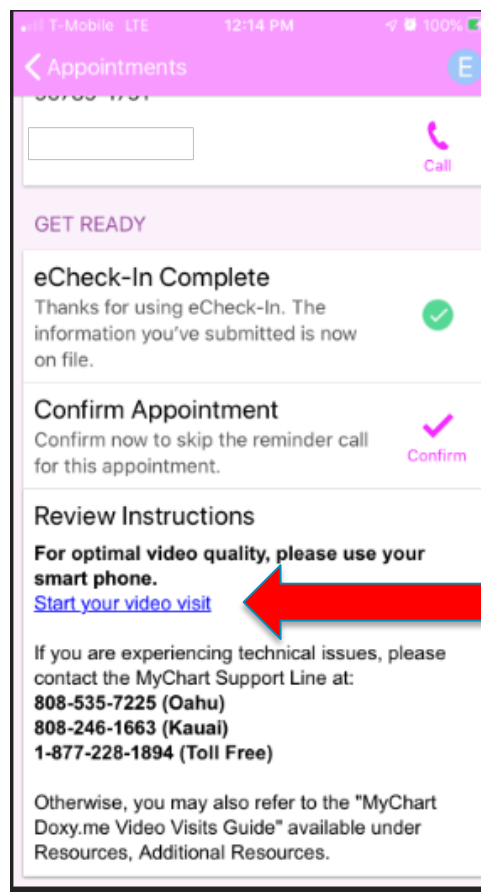 T-Mobile LTE 12:14 PM 100%
Appointments E
Call
GET READY
eCheck-In Complete
Thanks for using eCheck-In. The
information you've submitted is now
on file.
Confirm Appointment
Confirm now to skip the reminder call
for this appointment.
Confirm
Review Instructions
For optimal video quality, please use your
smart phone.
Start your video visit
If you are experiencing technical issues, please
contact the MyChart Support Line at:
808-535-7225 (Oahu)
808-246-1663 (Kauai)
1-877-228-1894 (Toll Free)
Otherwise, you may also refer to the "MyChart
Doxy.me Video Visits Guide" available under
Resources, Additional Resources.